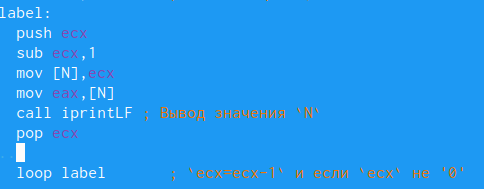 label:
push ecx
sub ecx,1
mov [N],ecx
mov eax,[N]
call iprintLF ; Вывод значения `N`
pop ecx
loop label ; `ecx=ecx-1` и если `ecx` не '0'